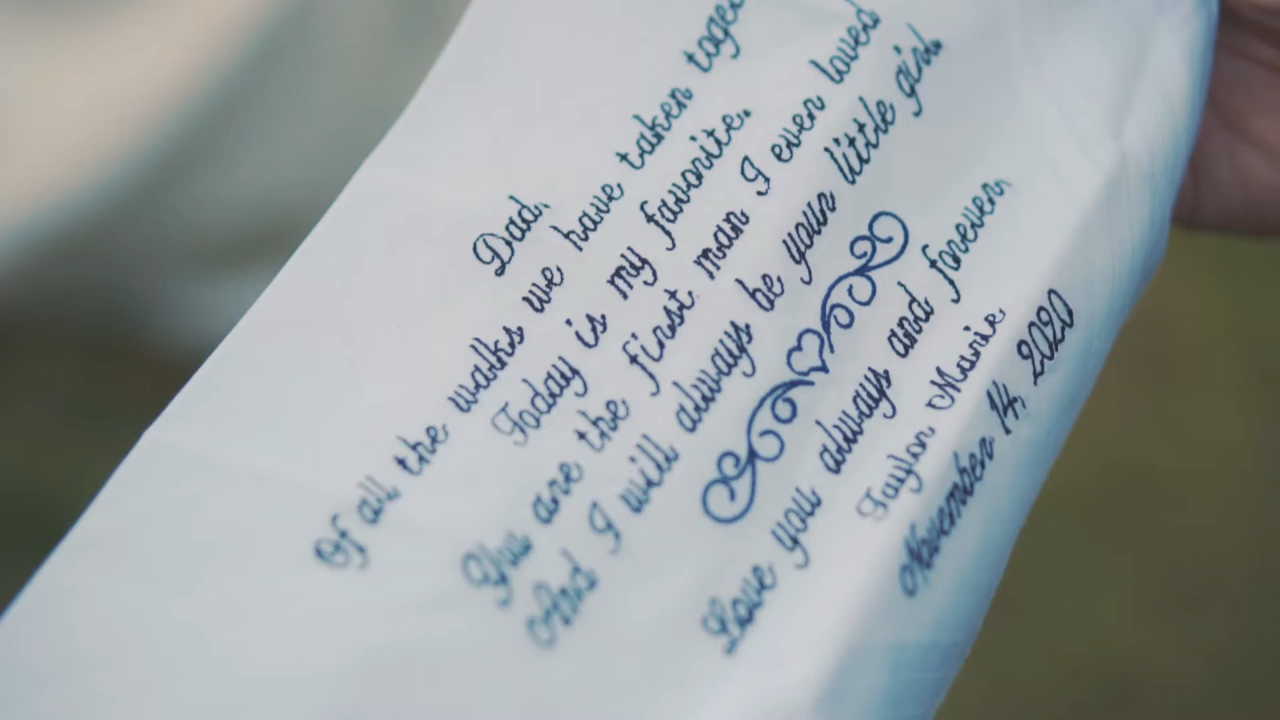 Dad,
Of all the walks we have taken toge
Today is my favorite.
You are the first man I ever loved
And I will always be your little girl.
Love you always and forever,
Taylor Marie
November 14, 2020